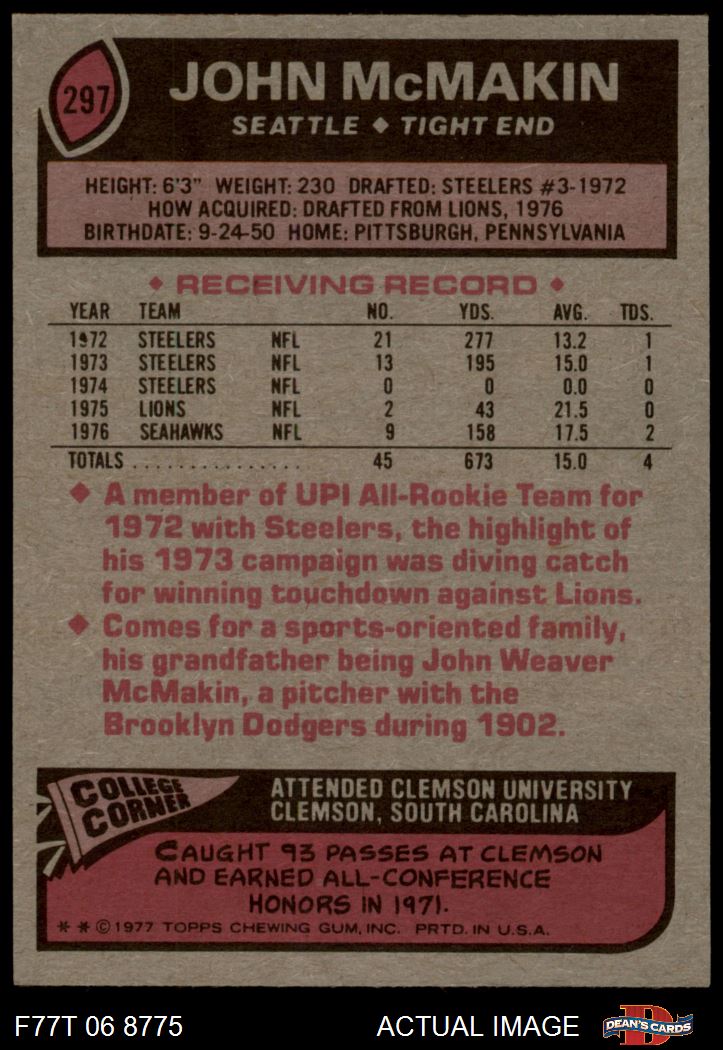 297
JOHN McMAKIN
SEATTLE ◆ TIGHT END
HEIGHT: 6'3" WEIGHT: 230 DRAFTED: STEELERS #3-1972
HOW ACQUIRED: DRAFTED FROM LIONS, 1976
BIRTHDATE: 9-24-50 HOME: PITTSBURGH, PENNSYLVANIA
◆ RECEIVING RECORD ◆
YEAR TEAM NO. YDS. AVG. TDS.
1972 STEELERS NFL 21 277 13.2 1
1973 STEELERS NFL 13 195 15.0 1
1974 STEELERS NFL 0 0 0.0 0
1975 LIONS NFL 2 43 21.5 0
1976 SEAHAWKS NFL 9 158 17.5 2
TOTALS . . . . . . . . . . . . . . . 45 673 15.0 4
◆ A member of UPI All-Rookie Team for
1972 with Steelers, the highlight of
his 1973 campaign was diving catch
for winning touchdown against Lions.
◆ Comes for a sports-oriented family,
his grandfather being John Weaver
McMakin, a pitcher with the
Brooklyn Dodgers during 1902.
COLLEGE
CORNER
ATTENDED CLEMSON UNIVERSITY
CLEMSON, SOUTH CAROLINA
CAUGHT 93 PASSES AT CLEMSON
AND EARNED ALL-CONFERENCE
HONORS IN 1971.
* * © 1977 TOPPS CHEWING GUM, INC. PRTD. IN U.S.A.
F77T 06 8775 ACTUAL IMAGE
D
DEAN'S CARDS